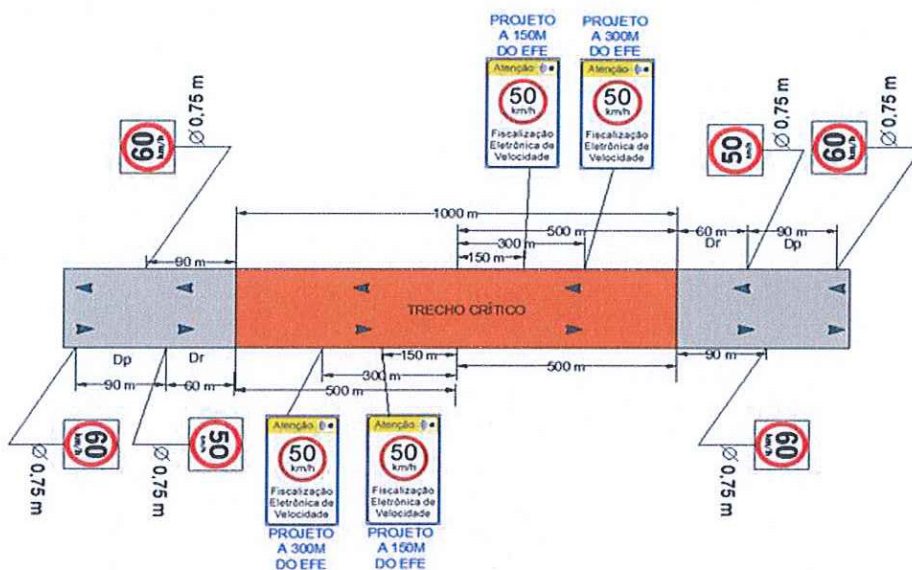 PROJETO
A 150M
DO EFE
PROJETO
A 300M
DO EFE
Atenção
50
km/h
Fiscalização
Eletrônica de
Velocidade
Atenção
50
km/h
Fiscalização
Eletrônica de
Velocidade
60
km/h
Ø 0,75 m
50
km/h
Ø 0,75 m
60
km/h
Ø 0,75 m
1000 m
500 m
60 m
90 m
Dr
Dp
300 m
150 m
90 m
TRECHO CRÍTICO
Dp
Dr
150 m
90 m
300 m
500 m
90 m
60 m
500 m
60
km/h
Ø 0,75 m
50
km/h
Ø 0,75 m
Atenção
50
km/h
Fiscalização
Eletrônica de
Velocidade
PROJETO
A 300M
DO EFE
Atenção
50
km/h
Fiscalização
Eletrônica de
Velocidade
PROJETO
A 150M
DO EFE
60
km/h
Ø 0,75 m